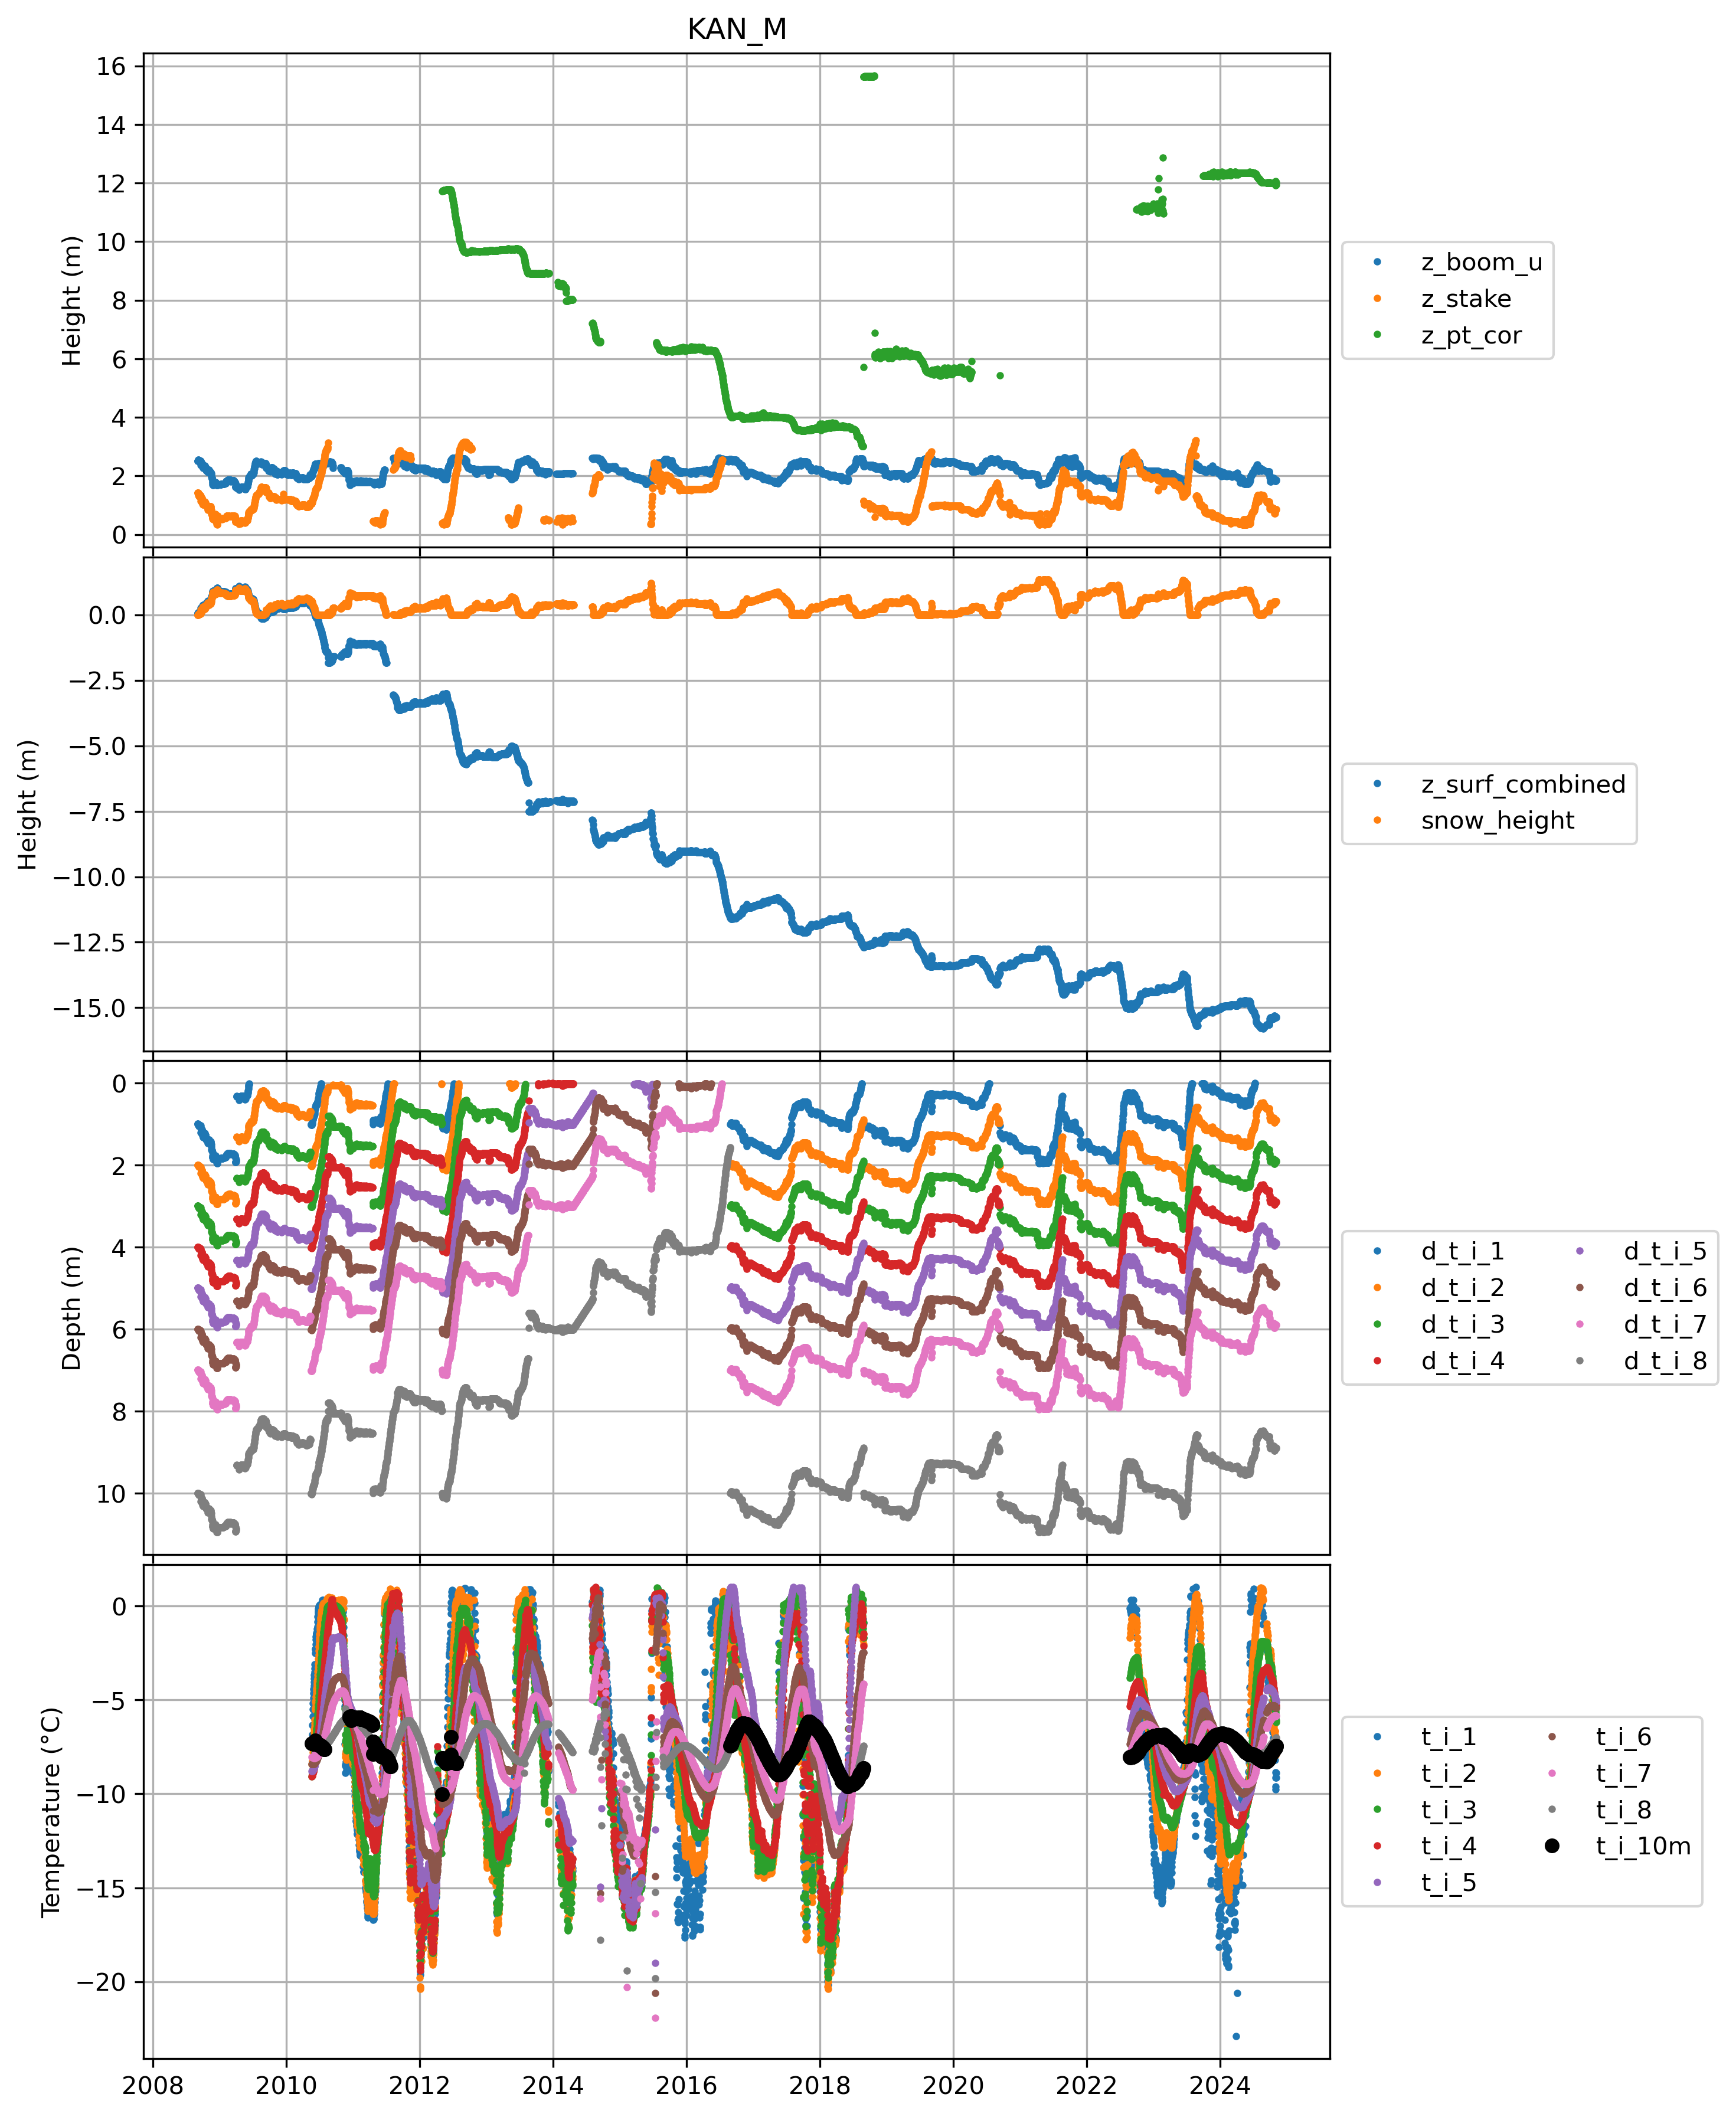 KAN_M
16
14
12
10
8
6
4
2
0
Height (m)
z_boom_u
z_stake
z_pt_cor
0.0
−2.5
−5.0
−7.5
−10.0
−12.5
−15.0
Height (m)
z_surf_combined
snow_height
0
2
4
6
8
10
Depth (m)
d_t_i_1
d_t_i_2
d_t_i_3
d_t_i_4
d_t_i_5
d_t_i_6
d_t_i_7
d_t_i_8
0
−5
−10
−15
−20
Temperature (°C)
t_i_1
t_i_2
t_i_3
t_i_4
t_i_5
t_i_6
t_i_7
t_i_8
t_i_10m
2008 2010 2012 2014 2016 2018 2020 2022 2024